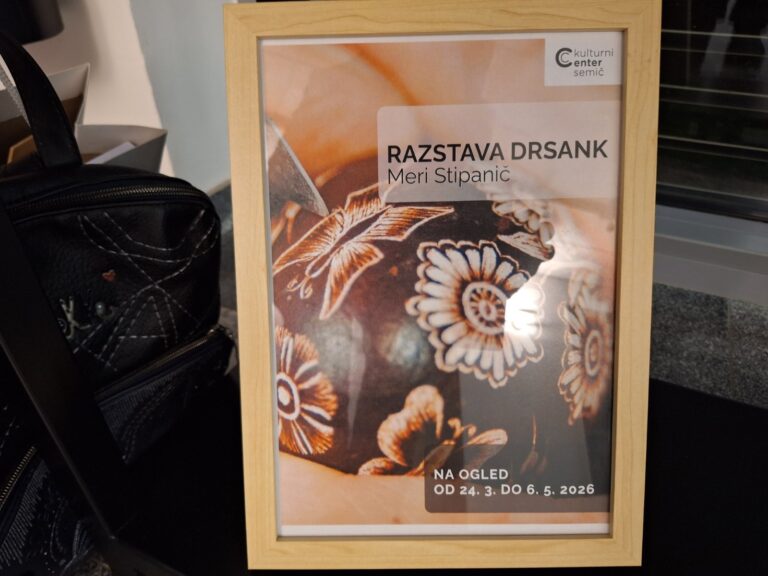 kulturni
Center
semič
RAZSTAVA DRSANK
Meri Stipanič
NA OGLED
OD 24. 3. DO 6. 5. 2026